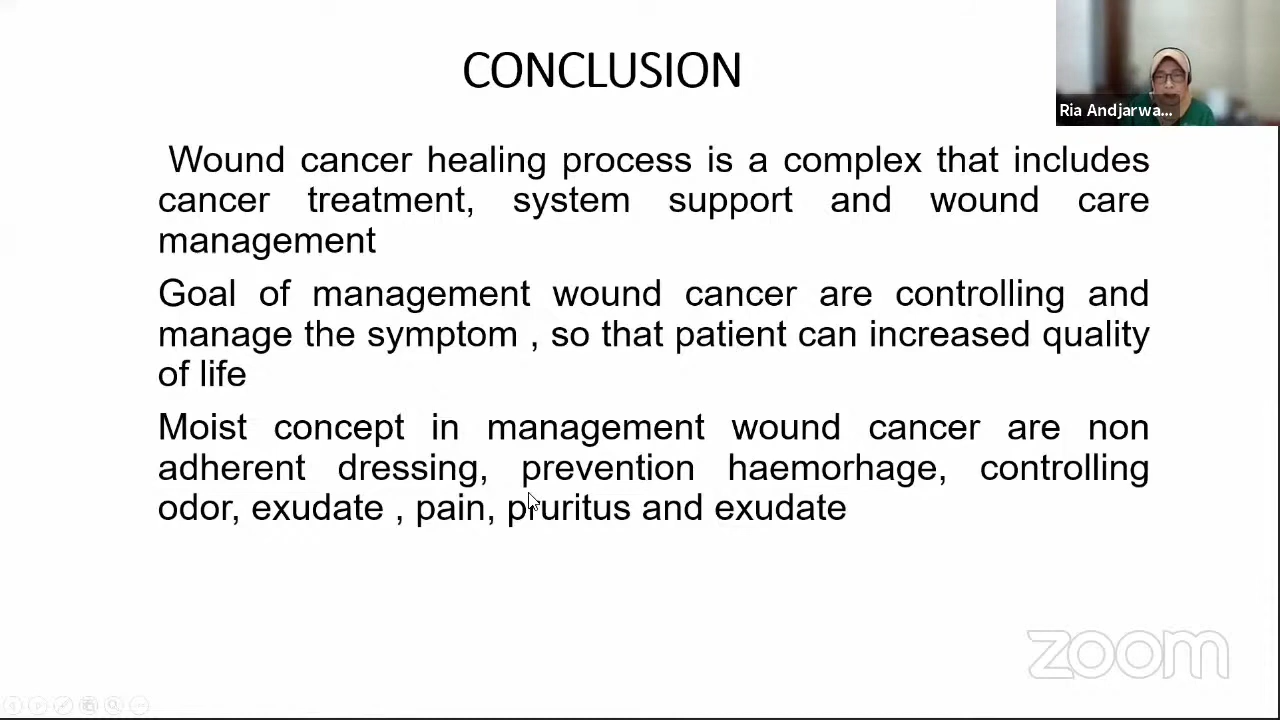 CONCLUSION
Ria Andjarwa...
Wound cancer healing process is a complex that includes
cancer treatment, system support and wound care
management
Goal of management wound cancer are controlling and
manage the symptom , so that patient can increased quality
of life
Moist concept in management wound cancer are non
adherent dressing, prevention haemorhage, controlling
odor, exudate , pain, pruritus and exudate
zoom